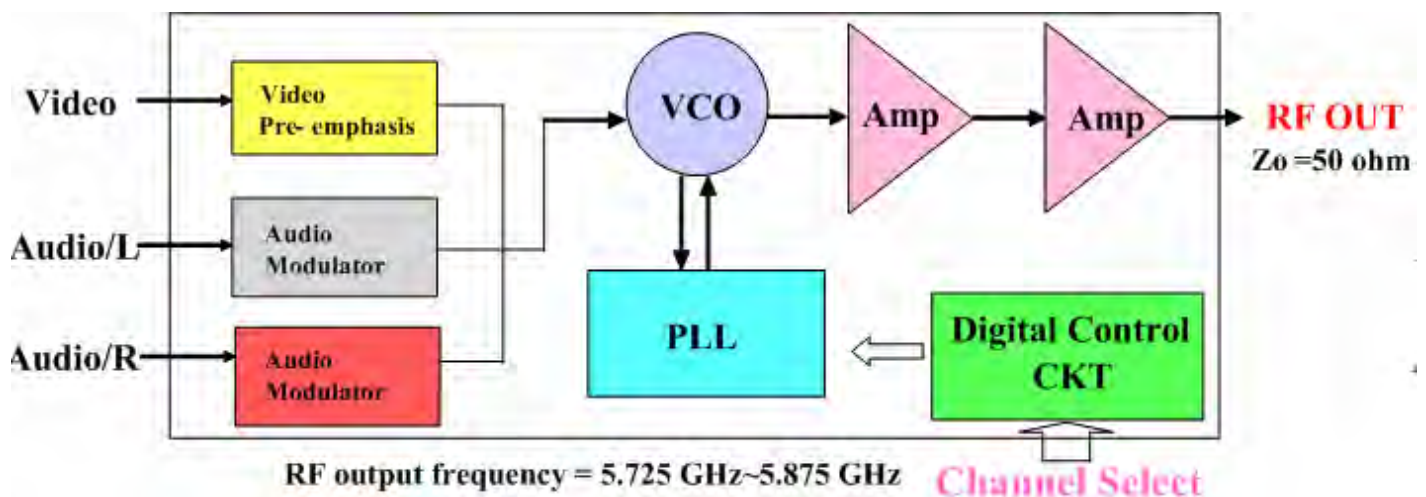 Video
Video
Pre- emphasis
VCO
Amp
Amp
RF OUT
Zo =50 ohm
Audio/L
Audio
Modulator
Audio/R
Audio
Modulator
PLL
Digital Control
CKT
RF output frequency = 5.725 GHz~5.875 GHz
Channel Select